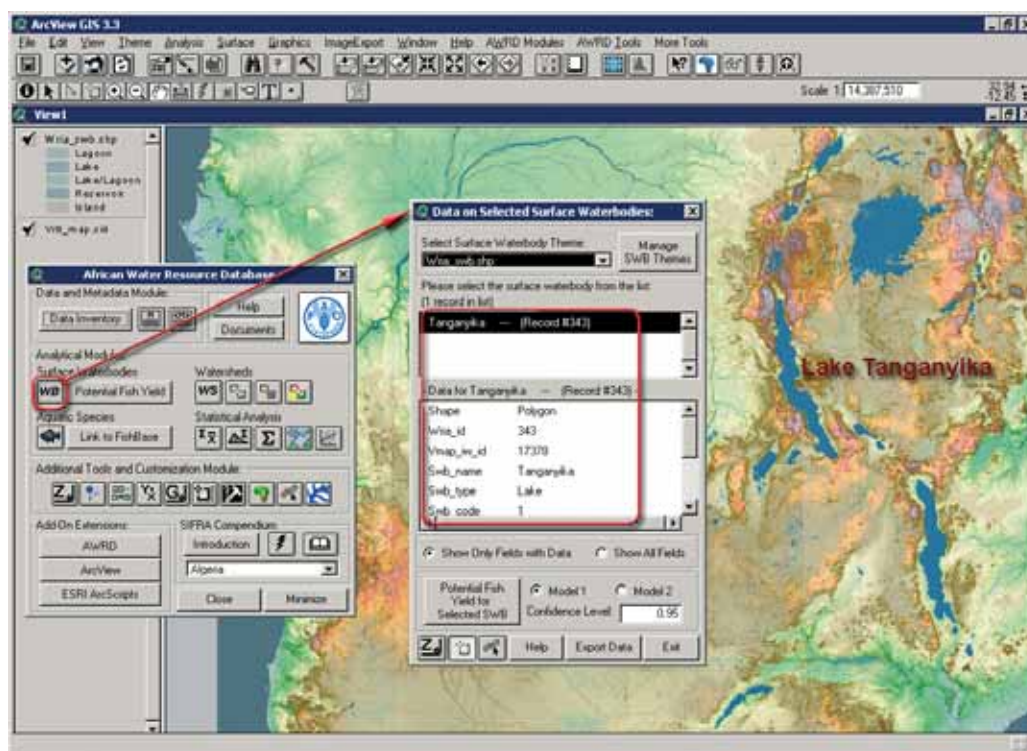 ArcView GIS 3.3
File Edit View Theme Analysis Surface Graphics ImageExport Window Help AWRD Modules AWRD Tools More Tools
Scale 1: 14,307,510
View1
Wria_swb.shp
Lagoon
Lake
Lake/Lagoon
Reservoir
Island
African Water Resource Database
Data and Metadata Module:
Data Inventory
Help
Documents
Analytical Modules
Surface Waterbodies
Watersheds
WB
Potential Fish Yield
WS
Aquatic Species
Statistical Analysis
Link to FishBase
Additional Tools and Customization Module:
Add-On Extensions:
SIFRA Compendium:
AWRD
Introduction
ArcView
Algeria
ESRI ArcScripts
Close
Minimize
Data on Selected Surface Waterbodies:
Select Surface Waterbody Theme:
Wria_swb.shp
Manage
SWB Themes
Please select the surface waterbody from the list:
(1 record in list)
Tanganyika — (Record #343)
Data for Tanganyika — (Record #343)
Shape Polygon
Wria_id 343
Vmap_iw_id 17378
Swb_name Tanganyika
Swb_type Lake
Swb_code 1
Show Only Fields with Data Show All Fields
Potential Fish
Yield for
Selected SWB
Model 1 Model 2
Confidence Level: 0.95
Help Export Data Exit
Lake Tanganyika